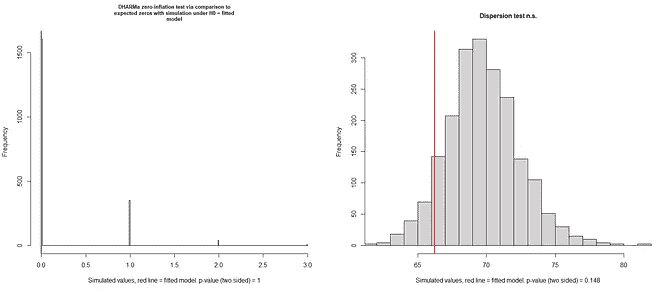 DHARMa zero-inflation test via comparison to
expected zeros with simulation under H0 = fitted
model
Frequency
1500
1000
500
0
0.0 0.5 1.0 1.5 2.0 2.5 3.0
Simulated values, red line = fitted model. p-value (two sided) = 1
Dispersion test n.s.
Frequency
300
250
200
150
100
50
0
65 70 75 80
Simulated values, red line = fitted model. p-value (two sided) = 0.148